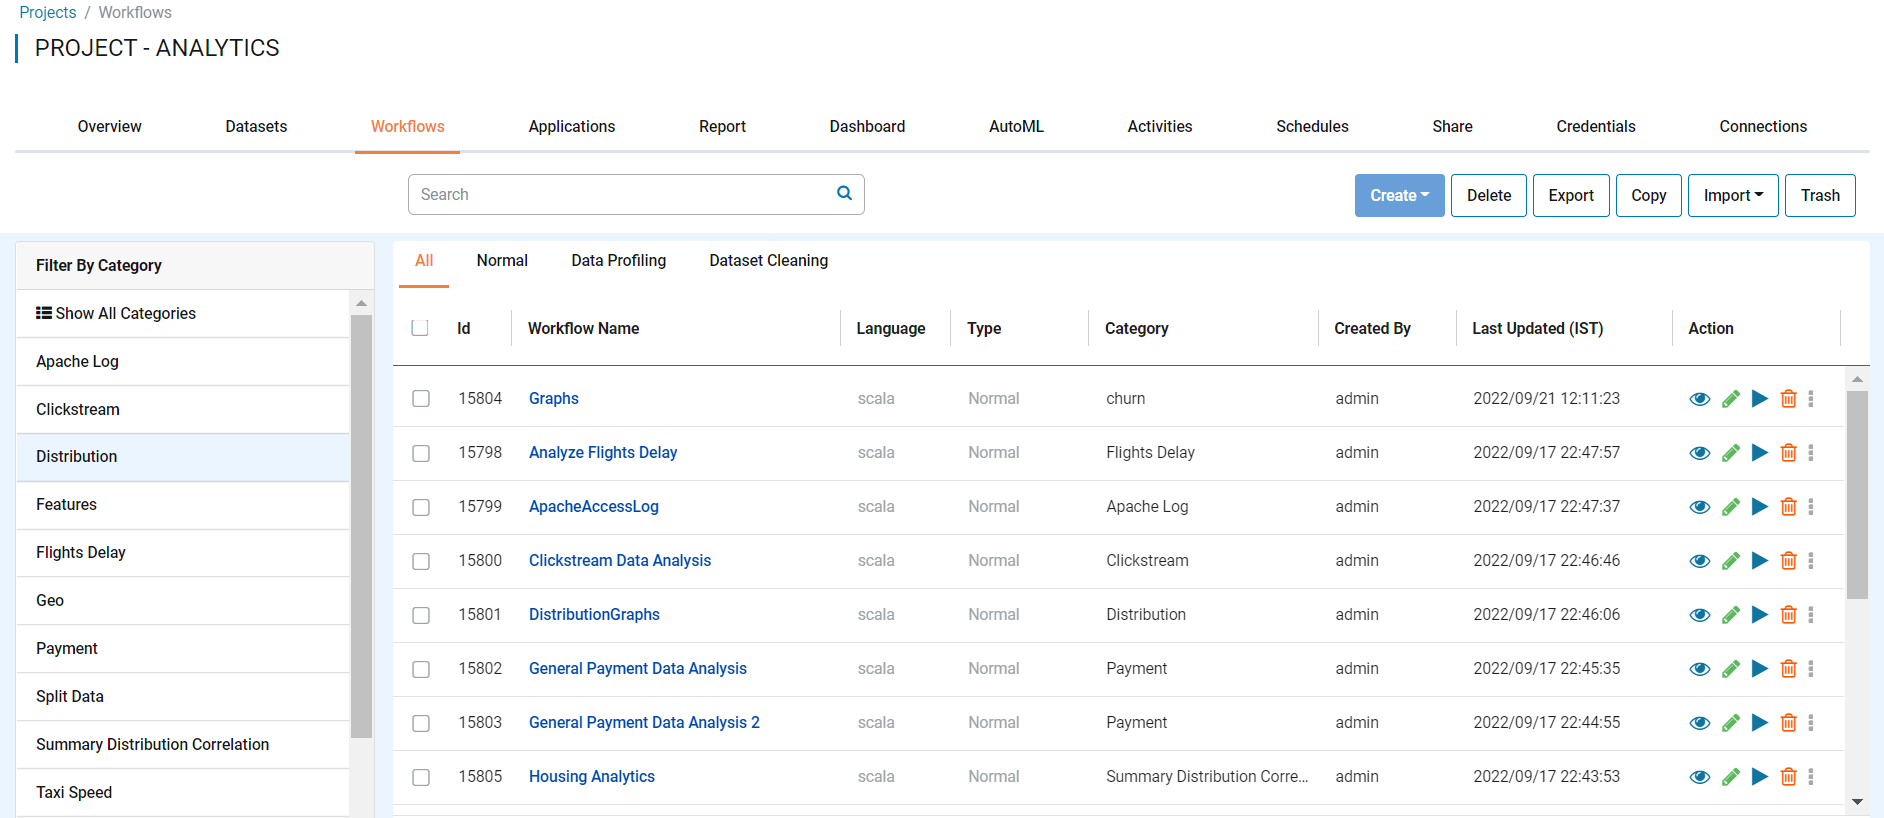 Projects / Workflows
PROJECT - ANALYTICS
Overview Datasets Workflows Applications Report Dashboard AutoML Activities Schedules Share Credentials Connections
Search Create Delete Export Copy Import Trash
Filter By Category
Show All Categories
Apache Log
Clickstream
Distribution
Features
Flights Delay
Geo
Payment
Split Data
Summary Distribution Correlation
Taxi Speed
All Normal Data Profiling Dataset Cleaning
Id Workflow Name Language Type Category Created By Last Updated (IST) Action
15804 Graphs scala Normal churn admin 2022/09/21 12:11:23
15798 Analyze Flights Delay scala Normal Flights Delay admin 2022/09/17 22:47:57
15799 ApacheAccessLog scala Normal Apache Log admin 2022/09/17 22:47:37
15800 Clickstream Data Analysis scala Normal Clickstream admin 2022/09/17 22:46:46
15801 DistributionGraphs scala Normal Distribution admin 2022/09/17 22:46:06
15802 General Payment Data Analysis scala Normal Payment admin 2022/09/17 22:45:35
15803 General Payment Data Analysis 2 scala Normal Payment admin 2022/09/17 22:44:55
15805 Housing Analytics scala Normal Summary Distribution Corre... admin 2022/09/17 22:43:53